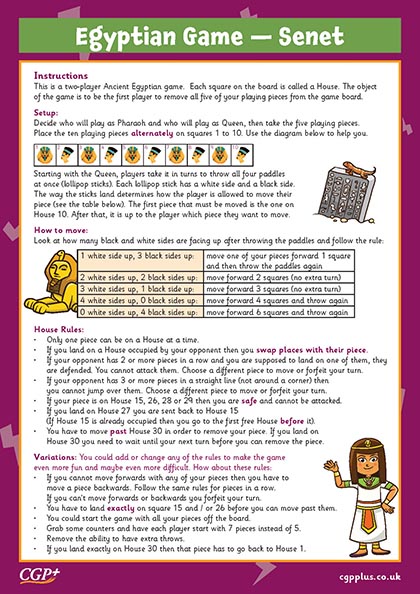 Egyptian Game — Senet
Instructions
This is a two-player Ancient Egyptian game. Each square on the board is called a House. The object
of the game is to be the first player to remove all five of your playing pieces from the game board.
Setup:
Decide who will play as Pharaoh and who will play as Queen, then take the five playing pieces.
Place the ten playing pieces alternately on squares 1 to 10. Use the diagram below to help you.
Starting with the Queen, players take it in turns to throw all four paddles
at once (lollipop sticks). Each lollipop stick has a white side and a black side.
The way the sticks land determines how the player is allowed to move their
piece (see the table below). The first piece that must be moved is the one on
House 10. After that, it is up to the player which piece they want to move.
How to move:
Look at how many black and white sides are facing up after throwing the paddles and follow the rule:
1 white side up, 3 black sides up: move one of your pieces forward 1 square
and then throw the paddles again
2 white sides up, 2 black sides up: move forward 2 squares (no extra turn)
3 white sides up, 1 black side up: move forward 3 squares (no extra turn)
4 white sides up, 0 black sides up: move forward 4 squares and throw again
0 white sides up, 4 black sides up: move forward 6 squares and throw again
House Rules:
• Only one piece can be on a House at a time.
• If you land on a House occupied by your opponent then you swap places with their piece.
• If your opponent has 2 or more pieces in a row and you are supposed to land on one of them, they
are defended. You cannot attack them. Choose a different piece to move or forfeit your turn.
• If your opponent has 3 or more pieces in a straight line (not around a corner) then
you cannot jump over them. Choose a different piece to move or forfeit your turn.
• If your piece is on House 15, 26, 28 or 29 then you are safe and cannot be attacked.
• If you land on House 27 you are sent back to House 15
(If House 15 is already occupied then you go to the first free House before it).
• You have to move past House 30 in order to remove your piece. If you land on
House 30 you need to wait until your next turn before you can remove the piece.
Variations: You could add or change any of the rules to make the game
even more fun and maybe even more difficult. How about these rules:
• If you cannot move forwards with any of your pieces then you have to
move a piece backwards. Follow the same rules for pieces in a row.
If you can't move forwards or backwards you forfeit your turn.
• You have to land exactly on square 15 and / or 26 before you can move past them.
• You could start the game with all your pieces off the board.
• Grab some counters and have each player start with 7 pieces instead of 5.
• Remove the ability to have extra throws.
• If you land exactly on House 30 then that piece has to go back to House 1.
CGP+
cgpplus.co.uk